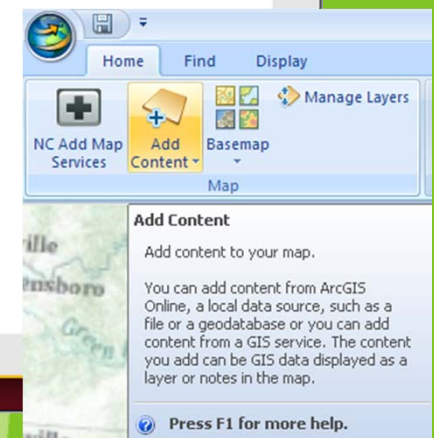 Home Find Display
NC Add Map
Services
Add
Content
Basemap
Manage Layers
Map
Add Content
Add content to your map.
You can add content from ArcGIS
Online, a local data source, such as a
file or a geodatabase or you can add
content from a GIS service. The content
you add can be GIS data displayed as a
layer or notes in the map.
Press F1 for more help.
ville
ensboro
Green